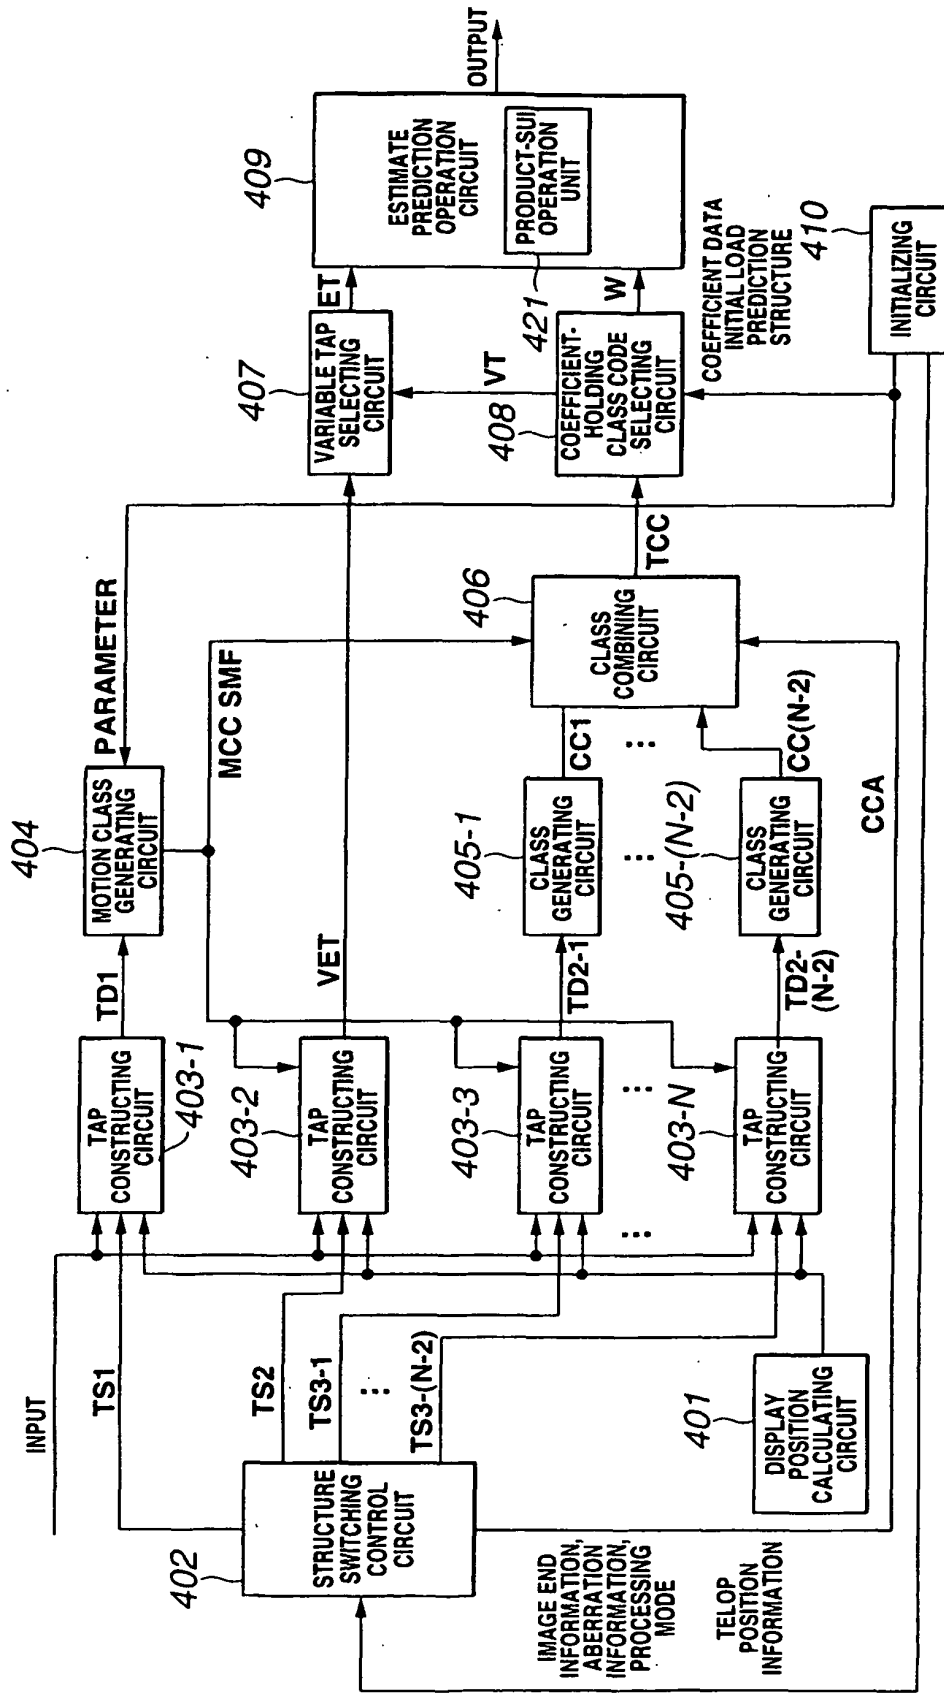 INPUT
TS1
TS2
TS3-1
⋮
TS3-(N-2)
402
STRUCTURE
SWITCHING
CONTROL
CIRCUIT
401
DISPLAY
POSITION
CALCULATING
CIRCUIT
IMAGE END
INFORMATION,
ABERRATION
INFORMATION,
PROCESSING
MODE
TELOP
POSITION
INFORMATION
TAP
CONSTRUCTING
CIRCUIT
403-1
403-2
TAP
CONSTRUCTING
CIRCUIT
403-3
TAP
CONSTRUCTING
CIRCUIT
⋮
⋮
403-N
TAP
CONSTRUCTING
CIRCUIT
TD1
VET
TD2-1
TD2-
(N-2)
404
MOTION CLASS
GENERATING
CIRCUIT
PARAMETER
MCC SMF
405-1
CLASS
GENERATING
CIRCUIT
⋮
405-(N-2)
CLASS
GENERATING
CIRCUIT
CC1
⋮
CC(N-2)
CCA
406
CLASS
COMBINING
CIRCUIT
TCC
407
VARIABLE TAP
SELECTING
CIRCUIT
VT
408
COEFFICIENT-
HOLDING
CLASS CODE
SELECTING
CIRCUIT
ET
W
421
COEFFICIENT DATA
INITIAL LOAD
PREDICTION
STRUCTURE
410
INITIALIZING
CIRCUIT
409
ESTIMATE
PREDICTION
OPERATION
CIRCUIT
PRODUCT-SUI
OPERATION
UNIT
OUTPUT